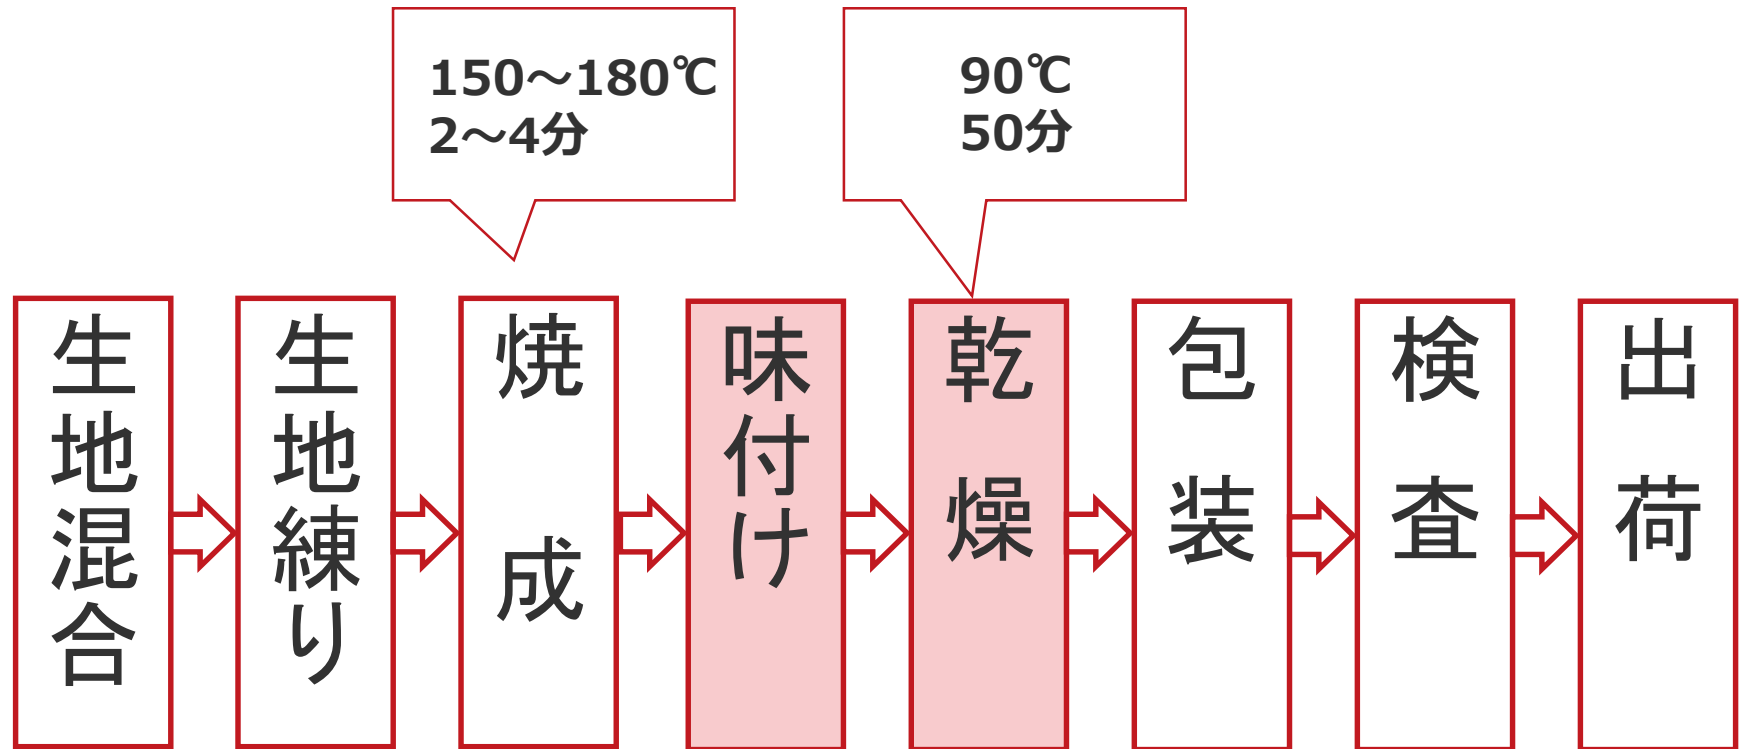 150～180℃
2～4分
90℃
50分
生地混合
生地練り
焼成
味付け
乾燥
包装
検査
出荷